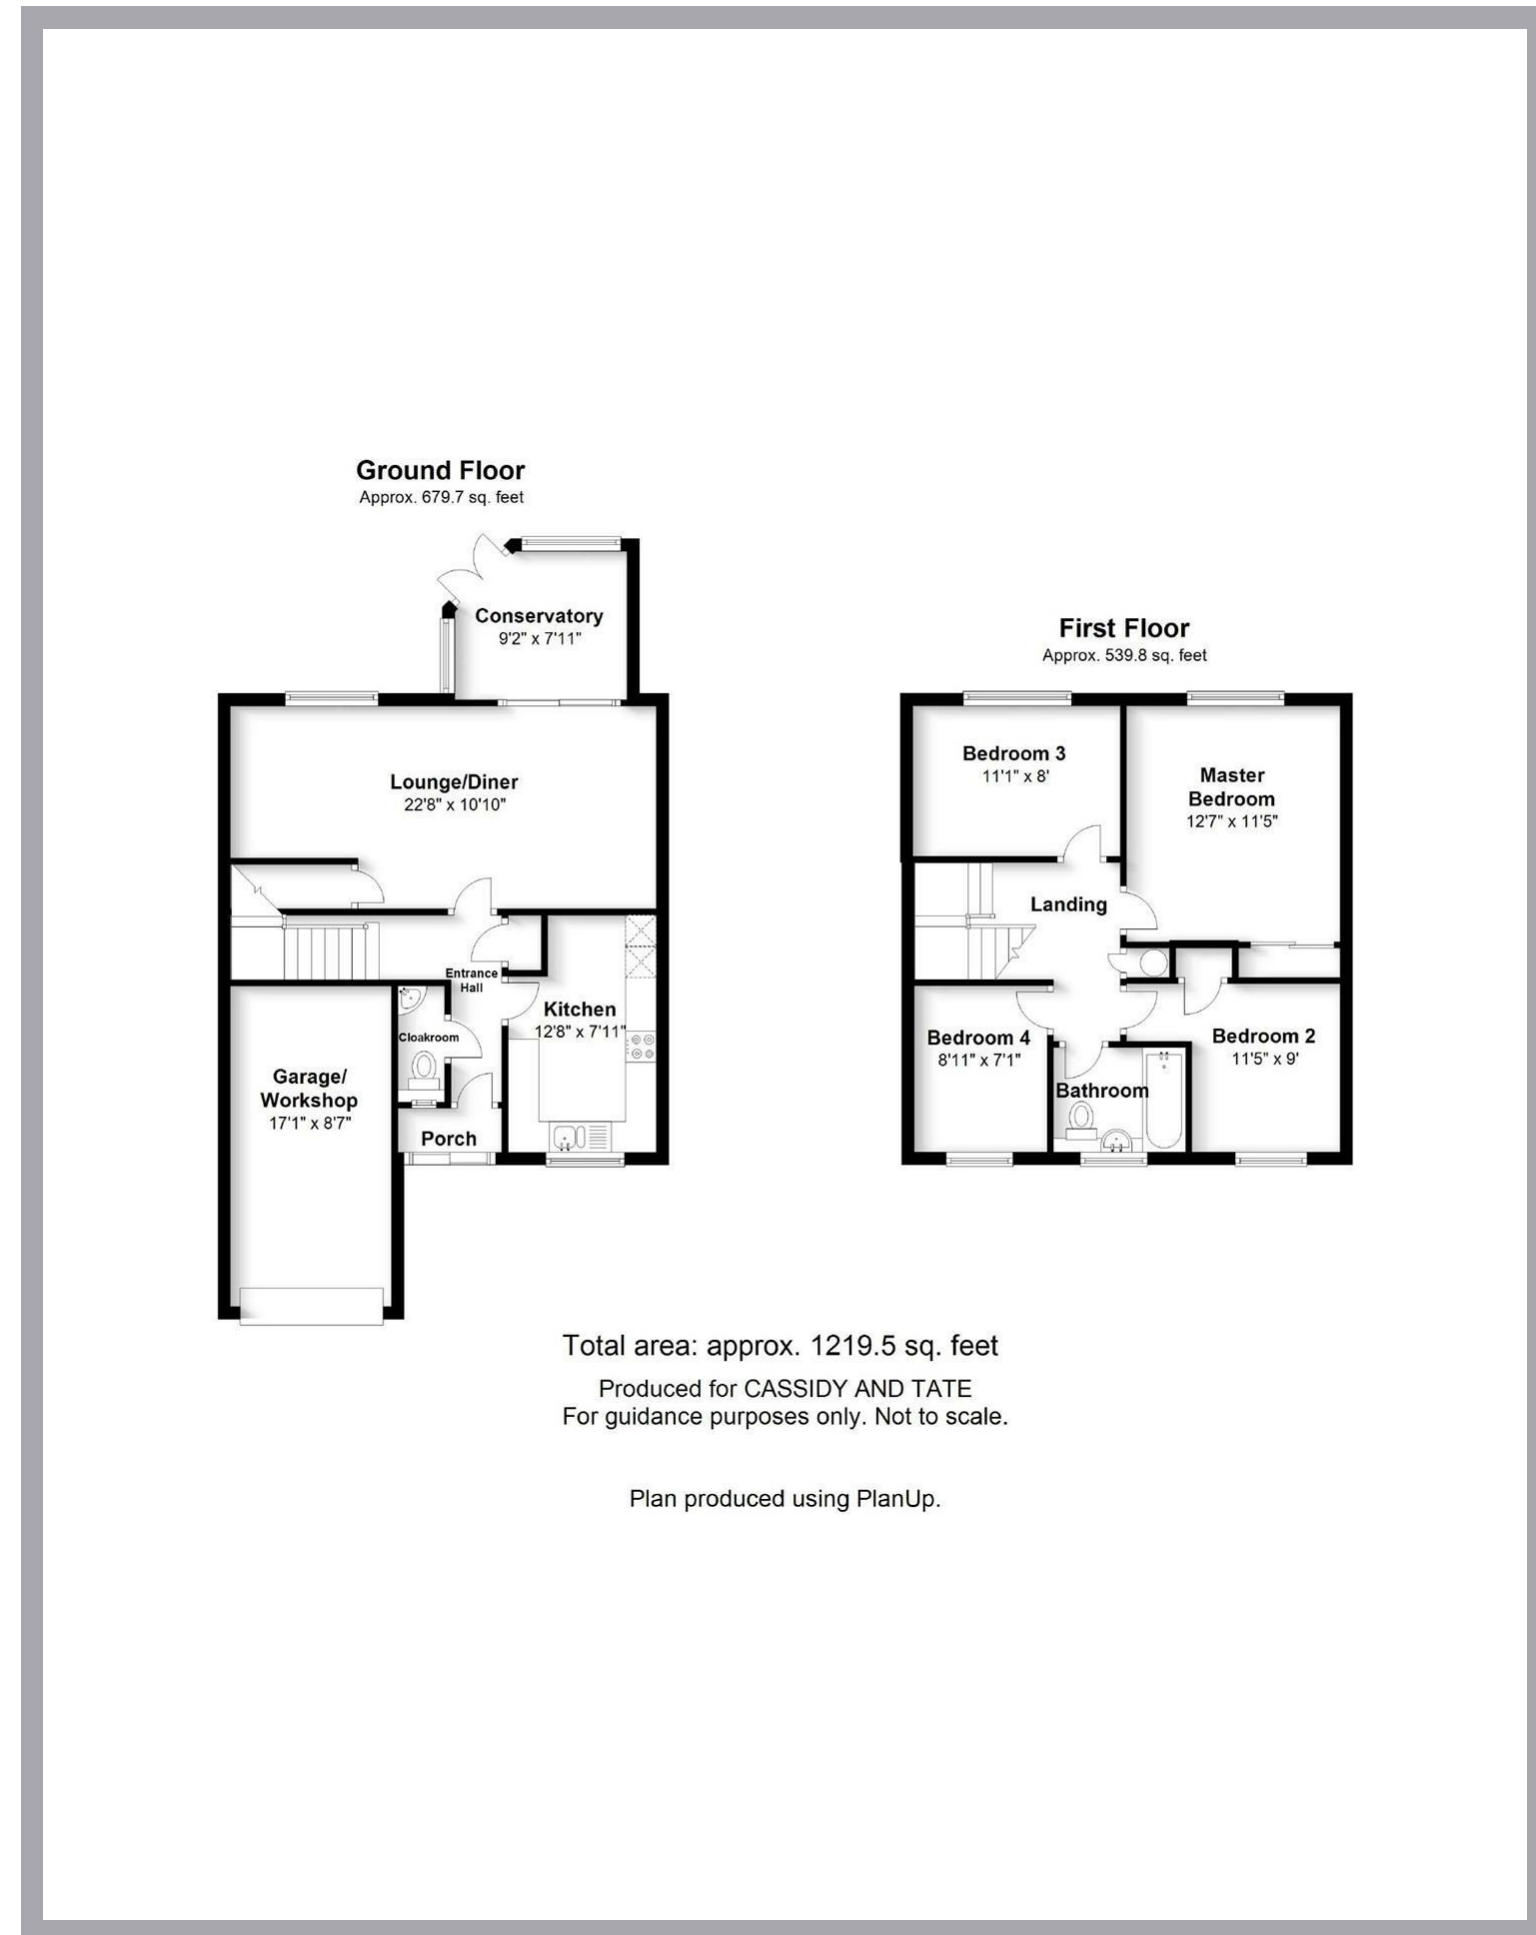 Ground Floor
Approx. 679.7 sq. feet
Conservatory
9'2" x 7'11"
Lounge/Diner
22'8" x 10'10"
Entrance
Hall
Kitchen
12'8" x 7'11"
Cloakroom
Garage/
Workshop
17'1" x 8'7"
Porch
First Floor
Approx. 539.8 sq. feet
Bedroom 3
11'1" x 8'
Master
Bedroom
12'7" x 11'5"
Landing
Bedroom 4
8'11" x 7'1"
Bedroom 2
11'5" x 9'
Bathroom
Total area: approx. 1219.5 sq. feet
Produced for CASSIDY AND TATE
For guidance purposes only. Not to scale.
Plan produced using PlanUp.